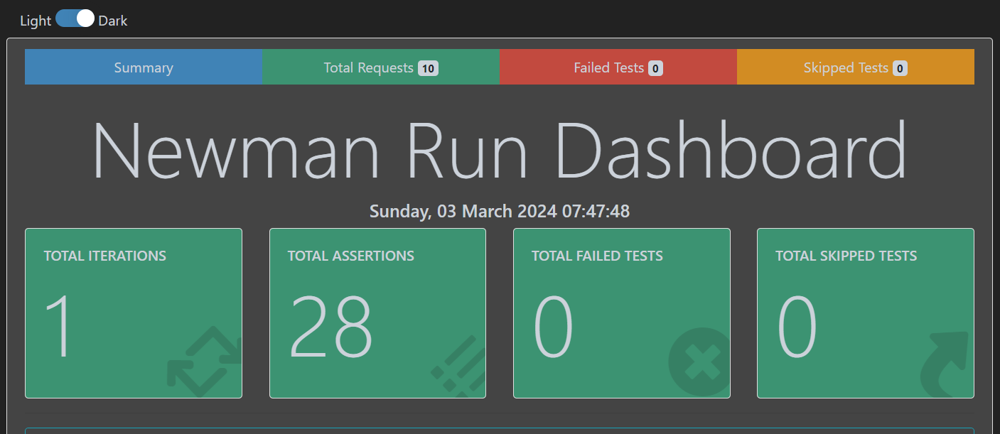 Light Dark
Summary
Total Requests 10
Failed Tests 0
Skipped Tests 0
Newman Run Dashboard
Sunday, 03 March 2024 07:47:48
TOTAL ITERATIONS
1
TOTAL ASSERTIONS
28
TOTAL FAILED TESTS
0
TOTAL SKIPPED TESTS
0